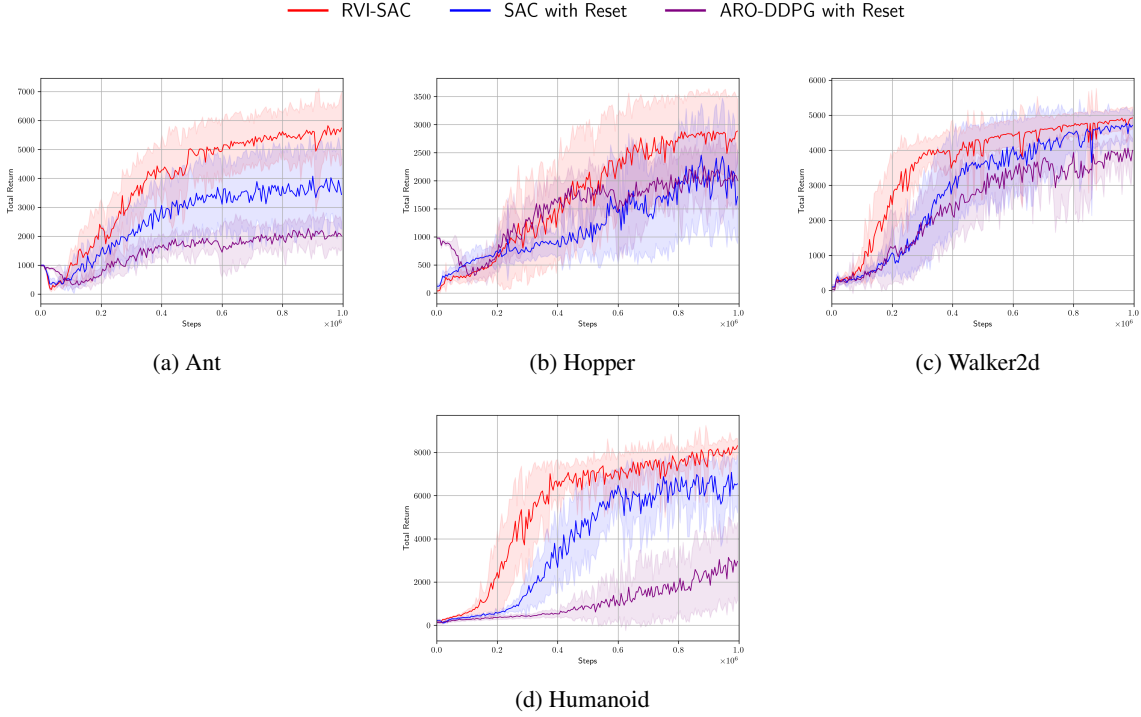 RVI-SAC SAC with Reset ARO-DDPG with Reset
7000
6000
5000
4000
3000
2000
1000
0
Total Return
0.0 0.2 0.4 0.6 0.8 1.0
Steps
×10⁶
(a) Ant
3500
3000
2500
2000
1500
1000
500
0
Total Return
0.0 0.2 0.4 0.6 0.8 1.0
Steps
×10⁶
(b) Hopper
6000
5000
4000
3000
2000
1000
0
Total Return
0.0 0.2 0.4 0.6 0.8 1.0
Steps
×10⁶
(c) Walker2d
8000
6000
4000
2000
0
Total Return
0.0 0.2 0.4 0.6 0.8 1.0
Steps
×10⁶
(d) Humanoid